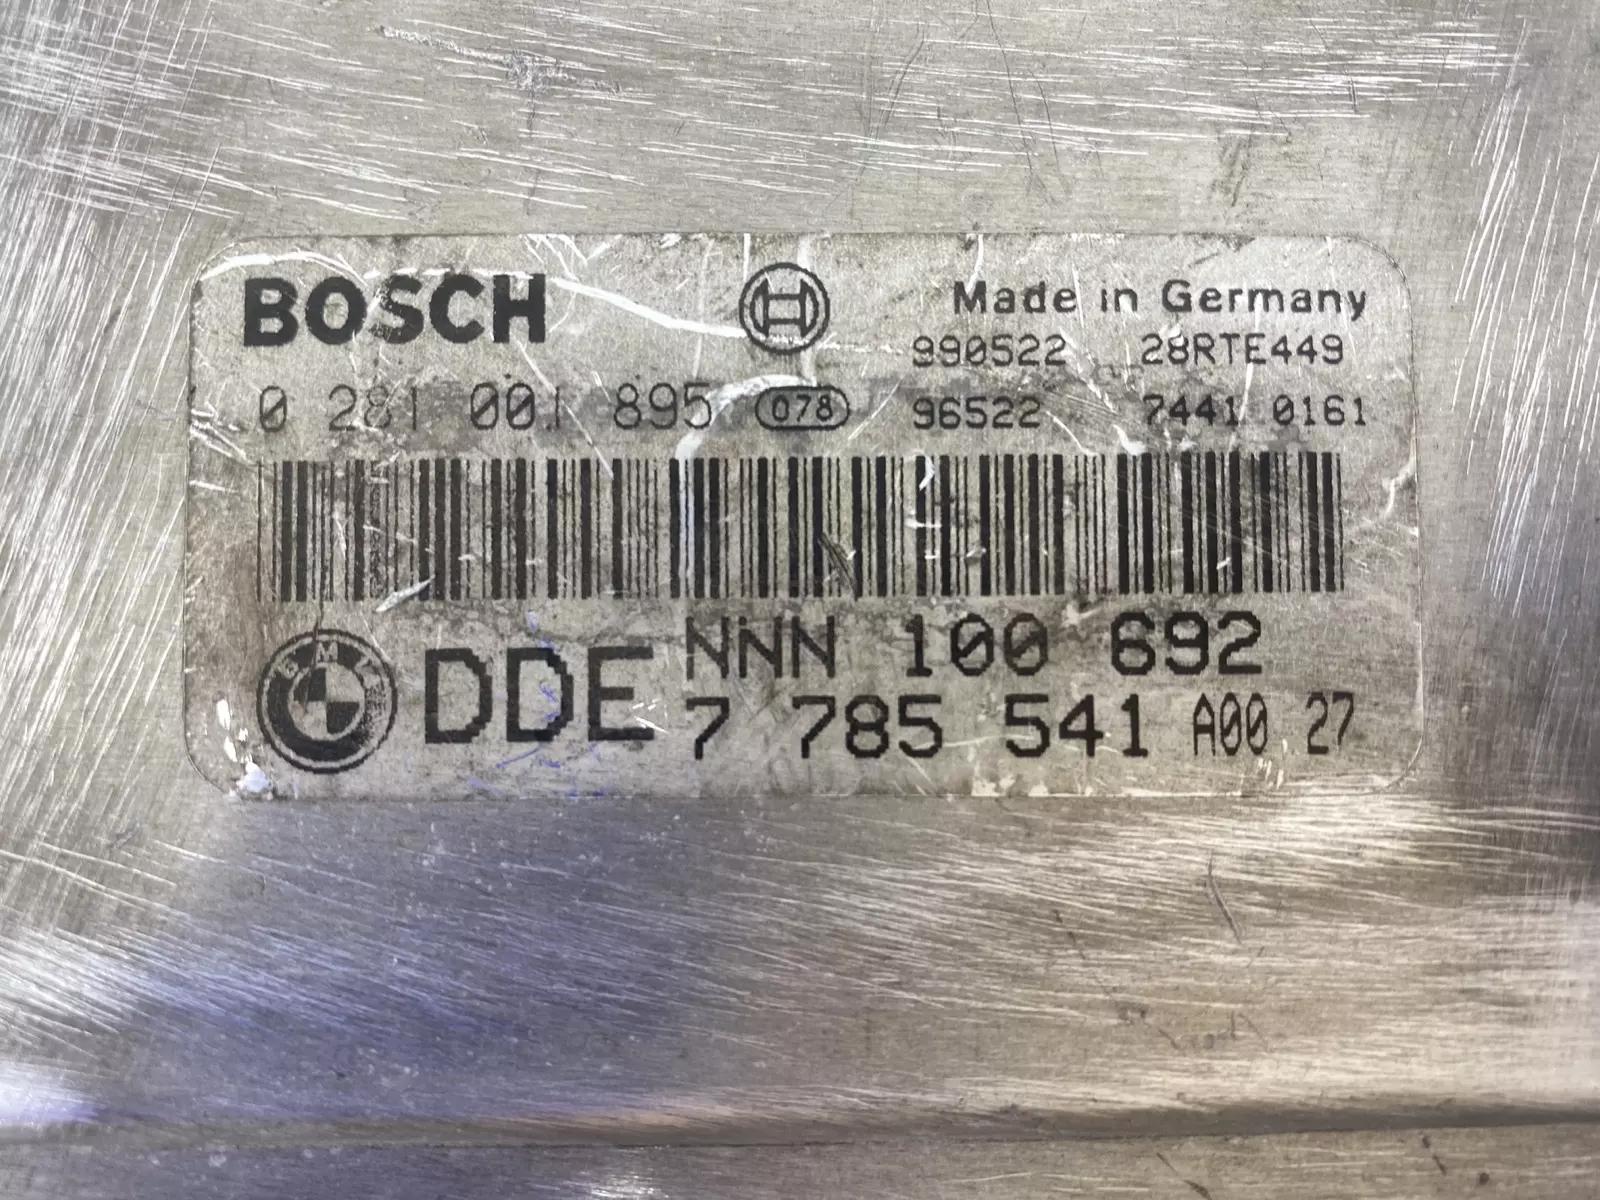 BOSCH
Made in Germany
990522 28RTE449
0 281 001 895 078 96522 7441 0161
BMW
DDE NNN 100 692
7 785 541 A00 27